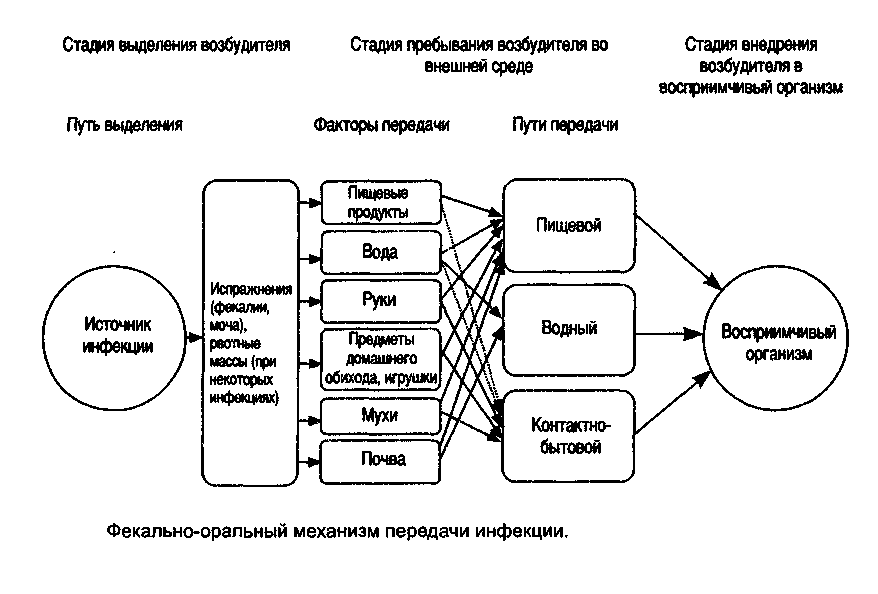 Стадия выделения возбудителя
Стадия пребывания возбудителя во
внешней среде
Стадия внедрения
возбудителя в
восприимчивый организм
Путь выделения
Факторы передачи
Пути передачи
Источник
инфекции
Испражнения
(фекалии,
моча),
рвотные
массы (при
некоторых
инфекциях)
Пищевые
продукты
Вода
Руки
Предметы
домашнего
обихода, игрушки
Мухи
Почва
Пищевой
Водный
Контактно-
бытовой
Восприимчивый
организм
Фекально-оральный механизм передачи инфекции.